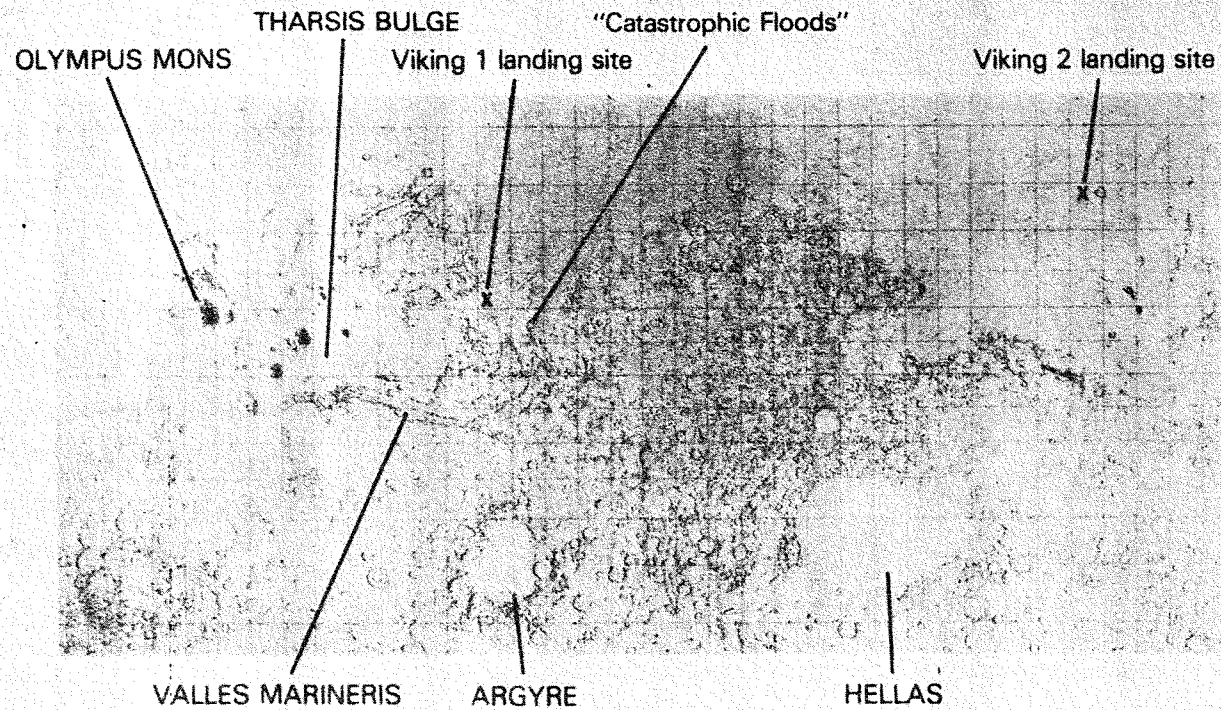 THARSIS BULGE
"Catastrophic Floods"
OLYMPUS MONS
Viking 1 landing site
Viking 2 landing site
X
X
VALLES MARINERIS
ARGYRE
HELLAS